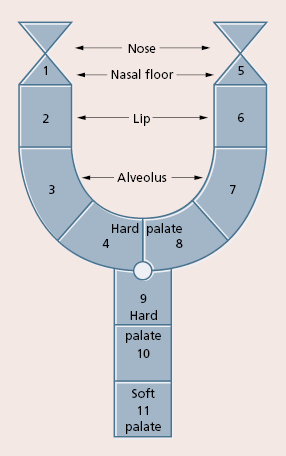 Nose
1 Nasal floor 5
2 Lip 6
Alveolus
3 7
Hard palate
4 8
9
Hard
palate
10
Soft
11
palate